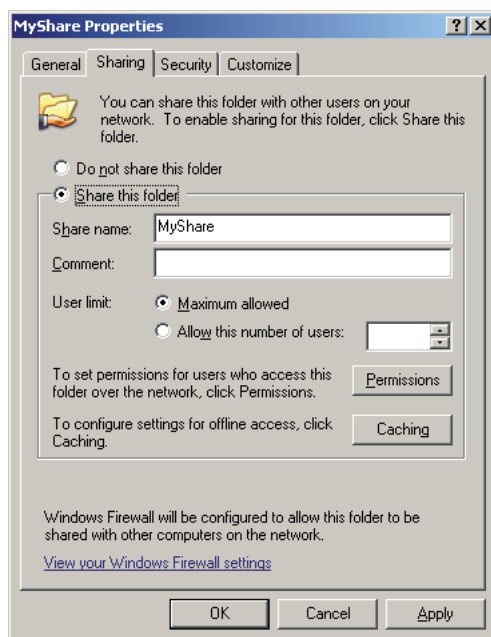 MyShare Properties
General Sharing Security Customize
You can share this folder with other users on your
network. To enable sharing for this folder, click Share this
folder.
Do not share this folder
Share this folder
Share name: MyShare
Comment:
User limit: Maximum allowed
Allow this number of users:
To set permissions for users who access this
folder over the network, click Permissions.
Permissions
To configure settings for offline access, click
Caching.
Caching
Windows Firewall will be configured to allow this folder to be
shared with other computers on the network.
View your Windows Firewall settings
OK Cancel Apply